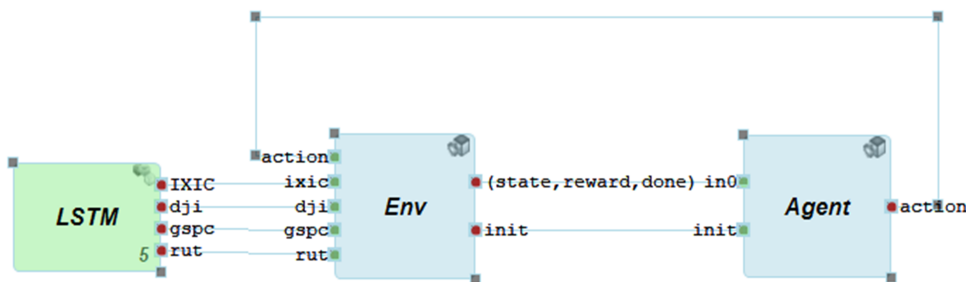 action
IXIC ixic (state,reward,done) in0
LSTM dji dji Env Agent action
gspc gspc init init
5 rut rut